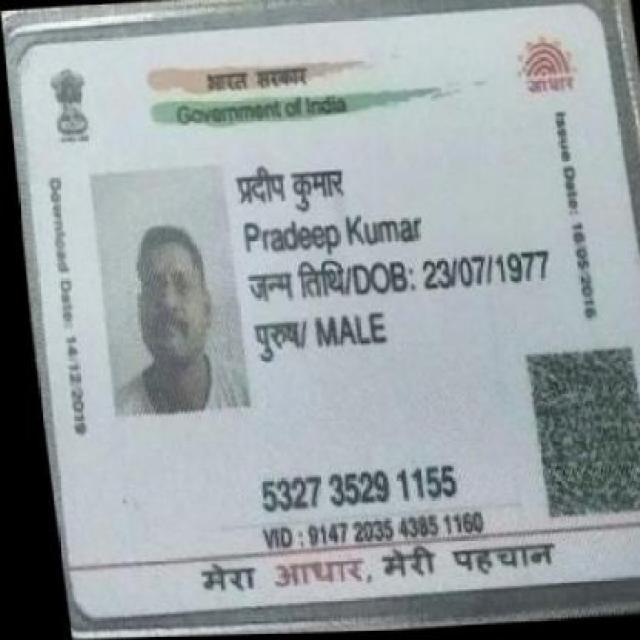 भारत सरकार
Government of India
आधार
Issue Date: 16-05-2016
Download Date: 14/12/2019
प्रदीप कुमार
Pradeep Kumar
जन्म तिथि/DOB: 23/07/1977
पुरुष/ MALE
5327 3529 1155
VID : 9147 2035 4385 1160
मेरा आधार, मेरी पहचान